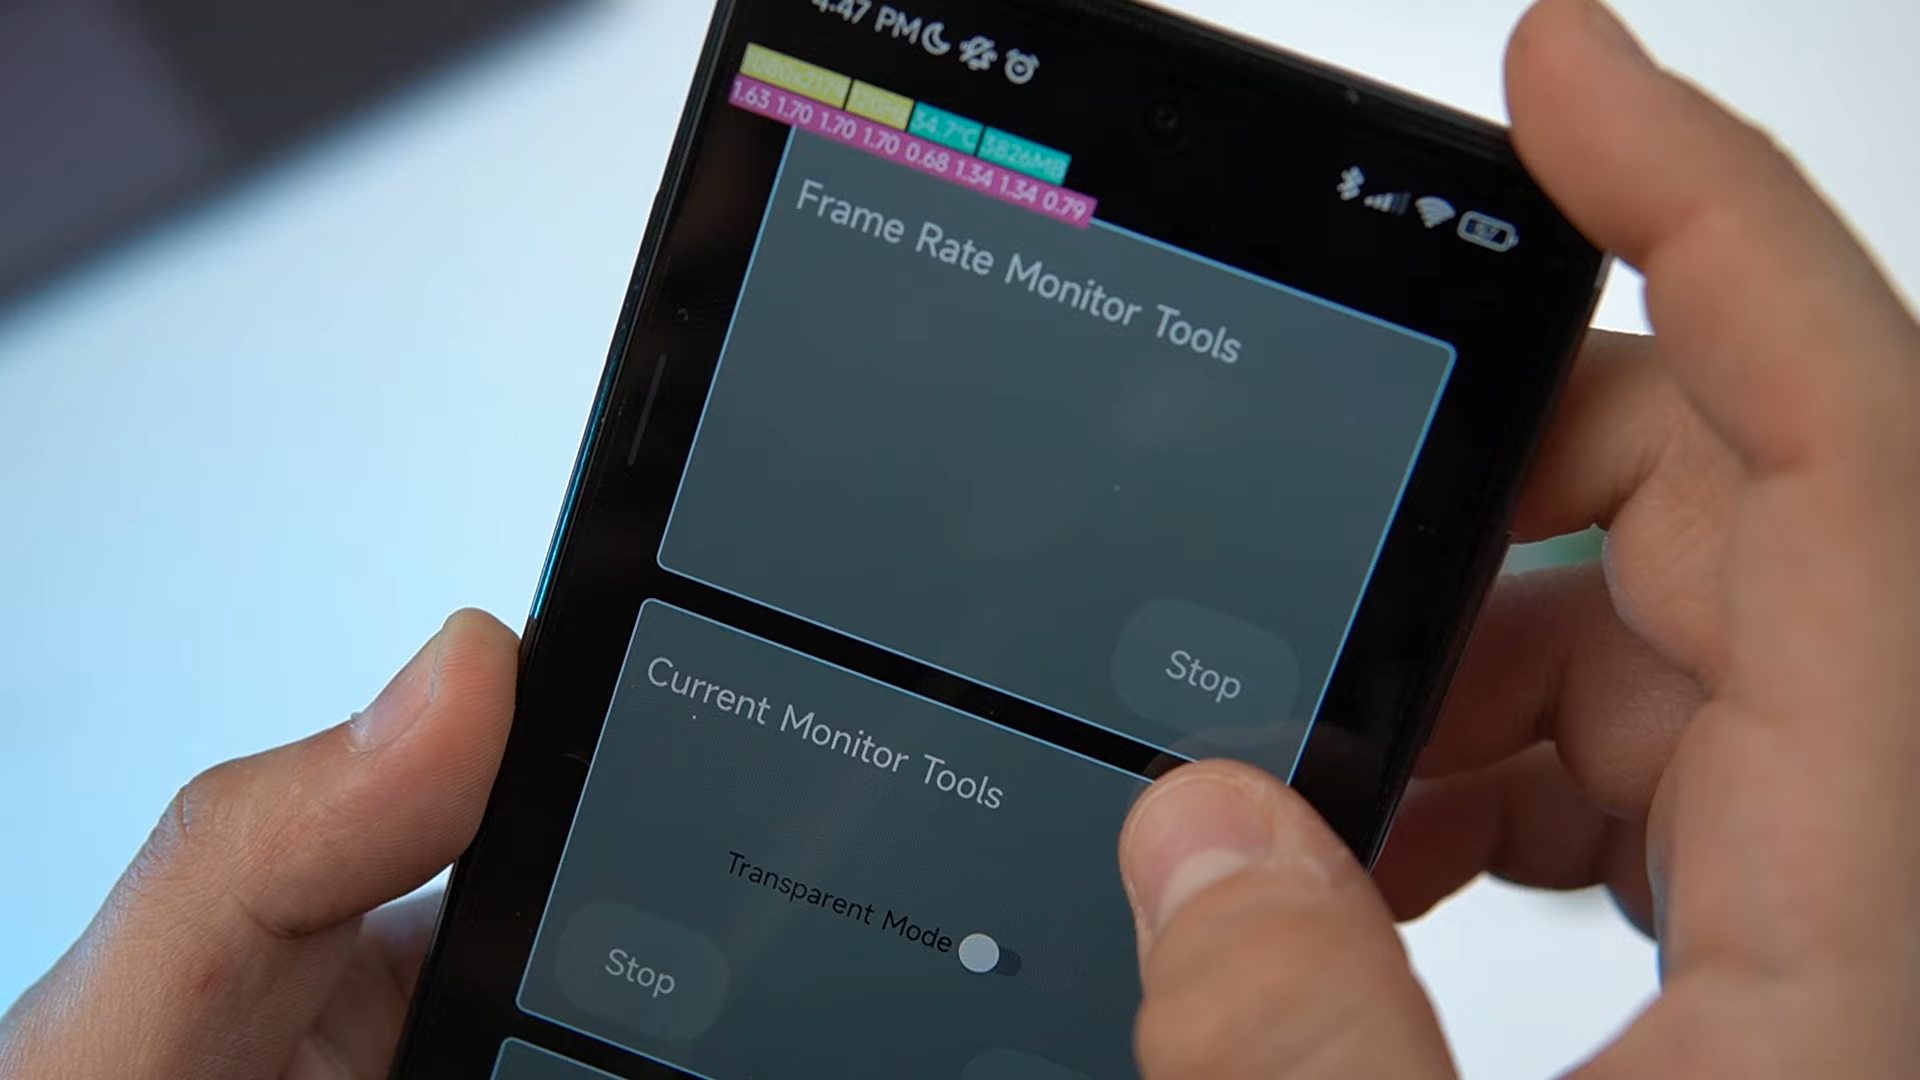 4:47 PM
34.7°C 3826MB
1.63 1.70 1.70 1.70 0.68 1.34 1.34 0.79
Frame Rate Monitor Tools
Stop
Current Monitor Tools
Transparent Mode
Stop